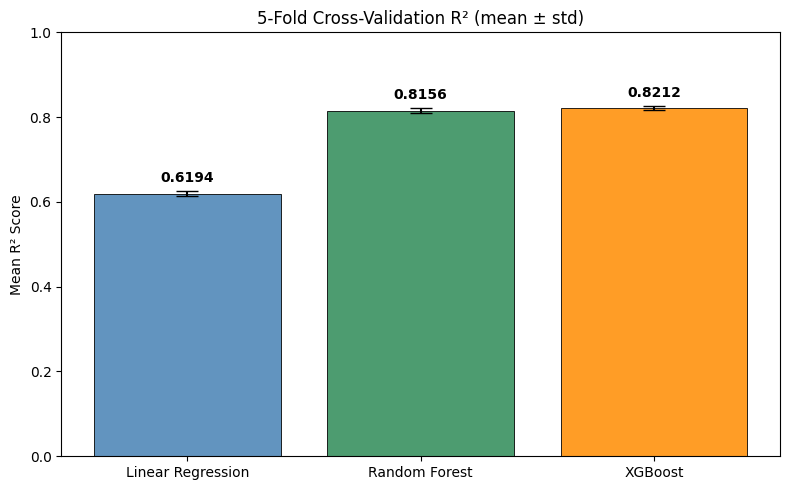 5-Fold Cross-Validation R² (mean ± std)
Mean R² Score
1.0
0.8
0.6
0.4
0.2
0.0
0.6194
0.8156
0.8212
Linear Regression
Random Forest
XGBoost